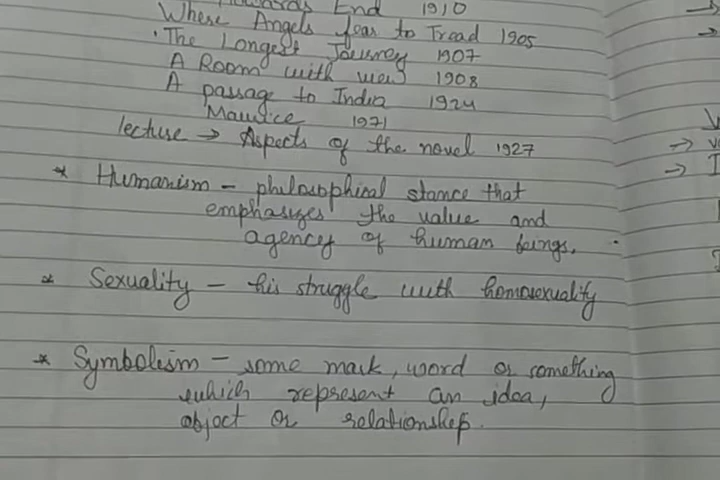 Howards End 1910
Where Angels fear to Tread 1905
The Longest Journey 1907
A Room with view 1908
A passage to India 1924
Maurice 1971
lecture → Aspects of the novel 1927
* Humanism - philosophical stance that
emphasizes the value and
agency of human beings.
* Sexuality - his struggle with homosexuality
* Symbolism - some mark, word or something
which represent an idea,
object or relationship.